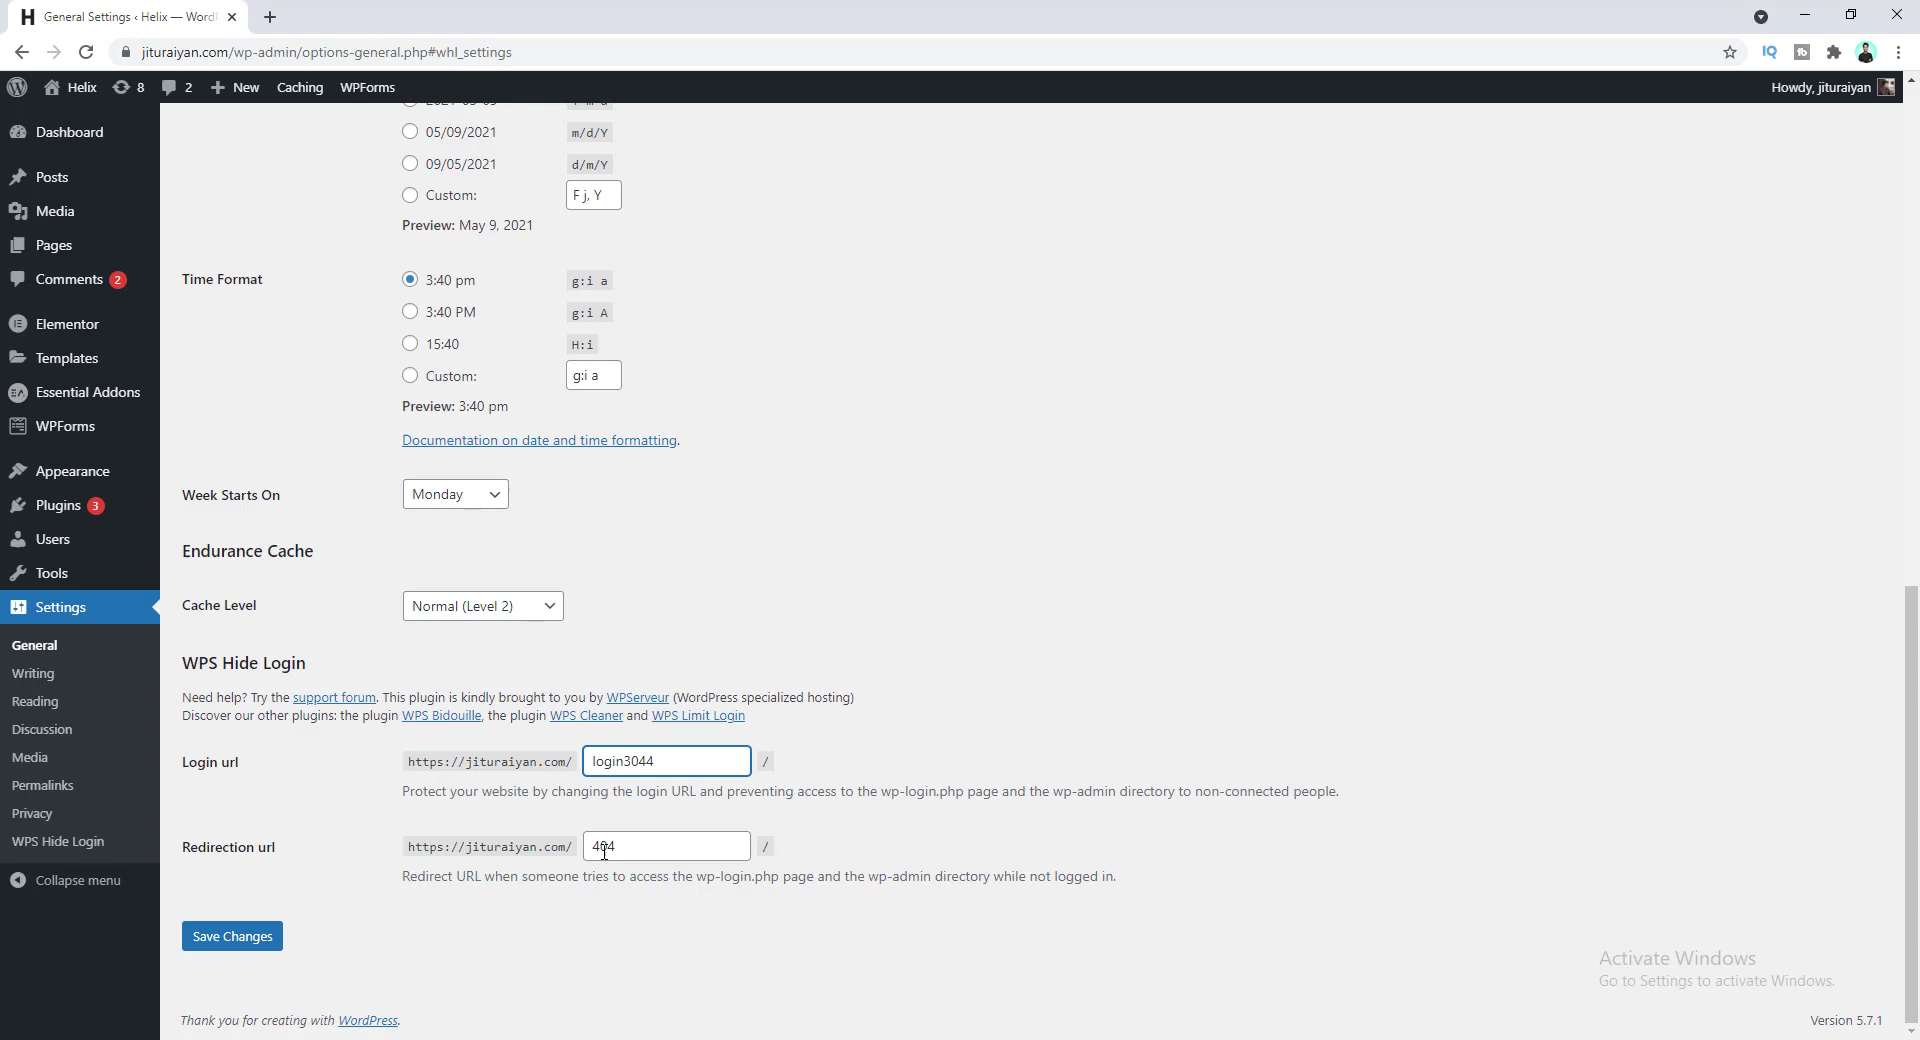 General Settings ‹ Helix — Word
jituraiyan.com/wp-admin/options-general.php#whl_settings
Helix 8 2 New Caching WPForms Howdy, jituraiyan
Dashboard
Posts
Media
Pages
Comments 2
Elementor
Templates
Essential Addons
WPForms
Appearance
Plugins 3
Users
Tools
Settings
General
Writing
Reading
Discussion
Media
Permalinks
Privacy
WPS Hide Login
Collapse menu
05/09/2021 m/d/Y
09/05/2021 d/m/Y
Custom: F j, Y
Preview: May 9, 2021
Time Format
3:40 pm g:i a
3:40 PM g:i A
15:40 H:i
Custom: g:i a
Preview: 3:40 pm
Documentation on date and time formatting.
Week Starts On Monday
Endurance Cache
Cache Level Normal (Level 2)
WPS Hide Login
Need help? Try the support forum. This plugin is kindly brought to you by WPServeur (WordPress specialized hosting)
Discover our other plugins: the plugin WPS Bidouille, the plugin WPS Cleaner and WPS Limit Login
Login url https://jituraiyan.com/ login3044 /
Protect your website by changing the login URL and preventing access to the wp-login.php page and the wp-admin directory to non-connected people.
Redirection url https://jituraiyan.com/ 404 /
Redirect URL when someone tries to access the wp-login.php page and the wp-admin directory while not logged in.
Save Changes
Activate Windows
Go to Settings to activate Windows.
Thank you for creating with WordPress.
Version 5.7.1